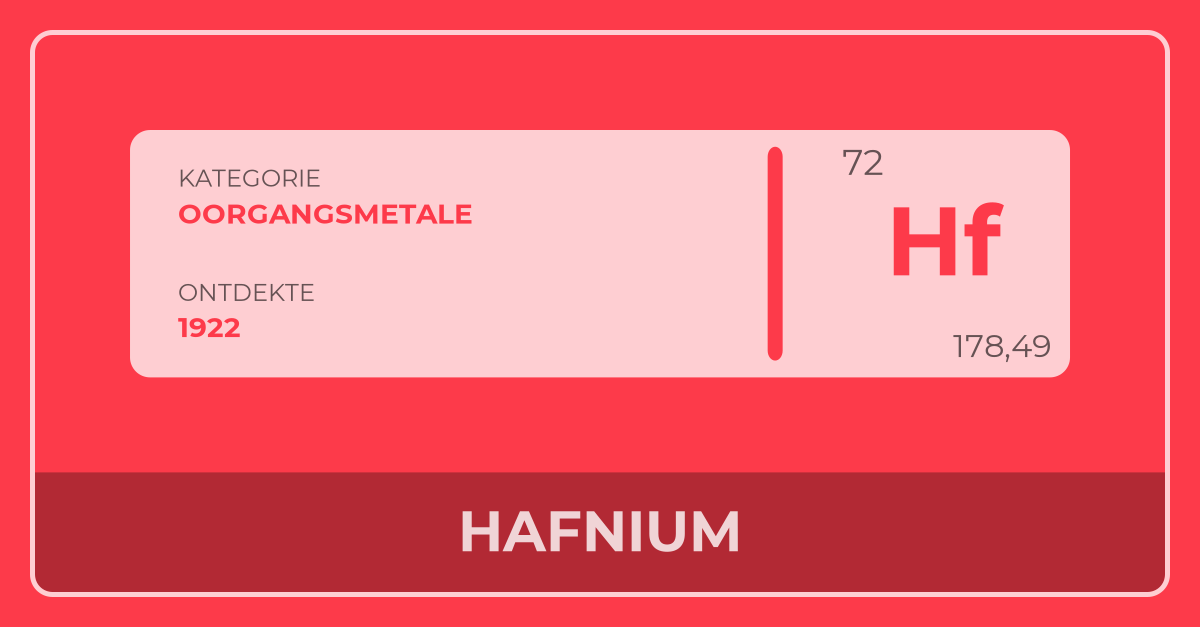 KATEGORIE
OORGANGSMETALE
ONTDEKTE
1922
72
Hf
178,49
HAFNIUM